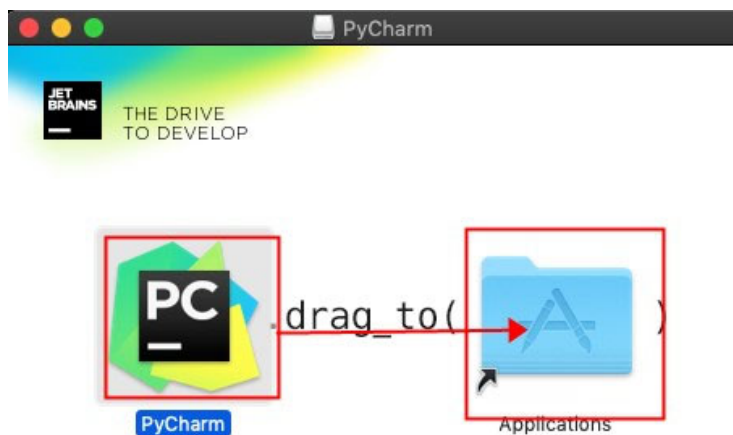 PyCharm
JET
BRAINS
THE DRIVE
TO DEVELOP
PC
.drag_to( )
PyCharm
Applications